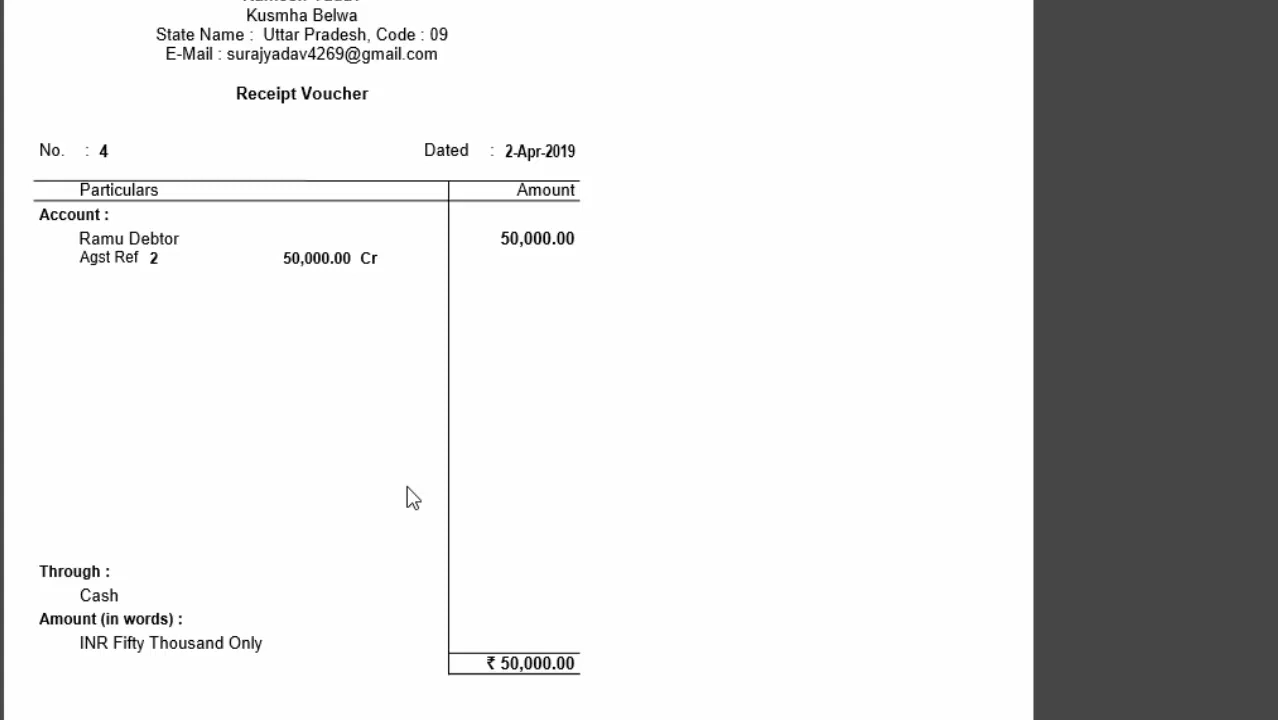 Kusmha Belwa
State Name : Uttar Pradesh, Code : 09
E-Mail : surajyadav4269@gmail.com
Receipt Voucher
No. : 4 Dated : 2-Apr-2019
Particulars Amount
Account :
Ramu Debtor 50,000.00
Agst Ref 2 50,000.00 Cr
Through :
Cash
Amount (in words) :
INR Fifty Thousand Only
₹ 50,000.00